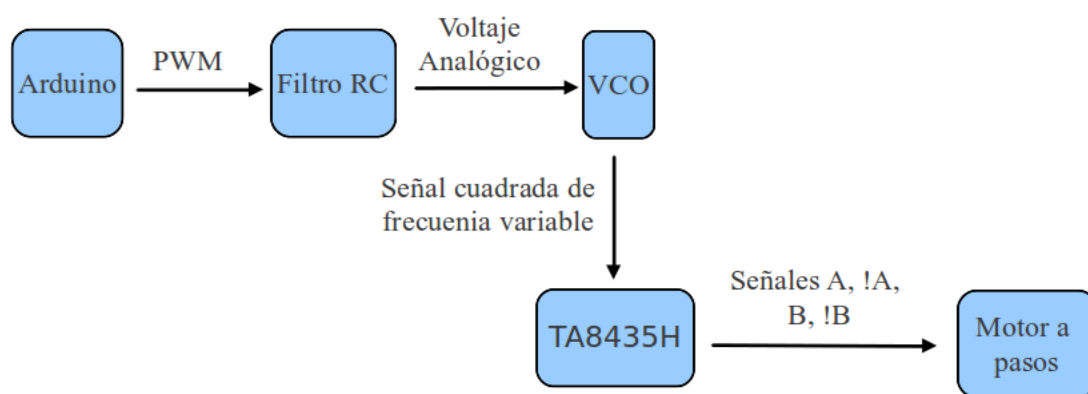 Arduino
PWM
Filtro RC
Voltaje
Analógico
VCO
Señal cuadrada de
frecuenia variable
TA8435H
Señales A, !A,
B, !B
Motor a
pasos